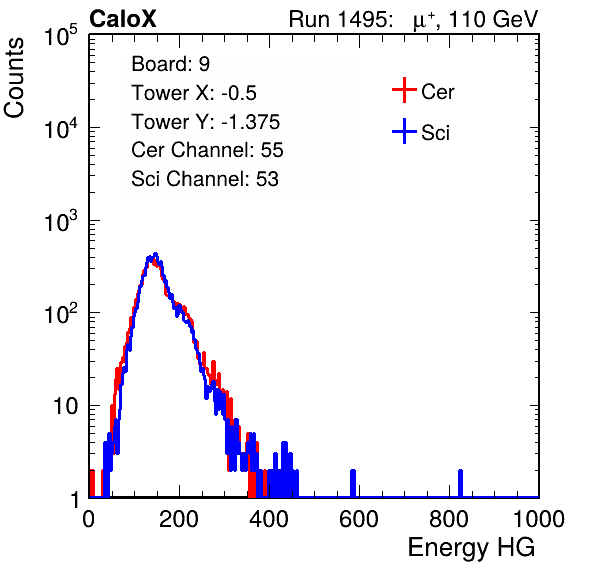 CaloX Run 1495: μ⁺, 110 GeV
Counts
10⁵
10⁴
10³
10²
10
1
Board: 9
Tower X: -0.5
Tower Y: -1.375
Cer Channel: 55
Sci Channel: 53
Cer
Sci
0 200 400 600 800 1000
Energy HG